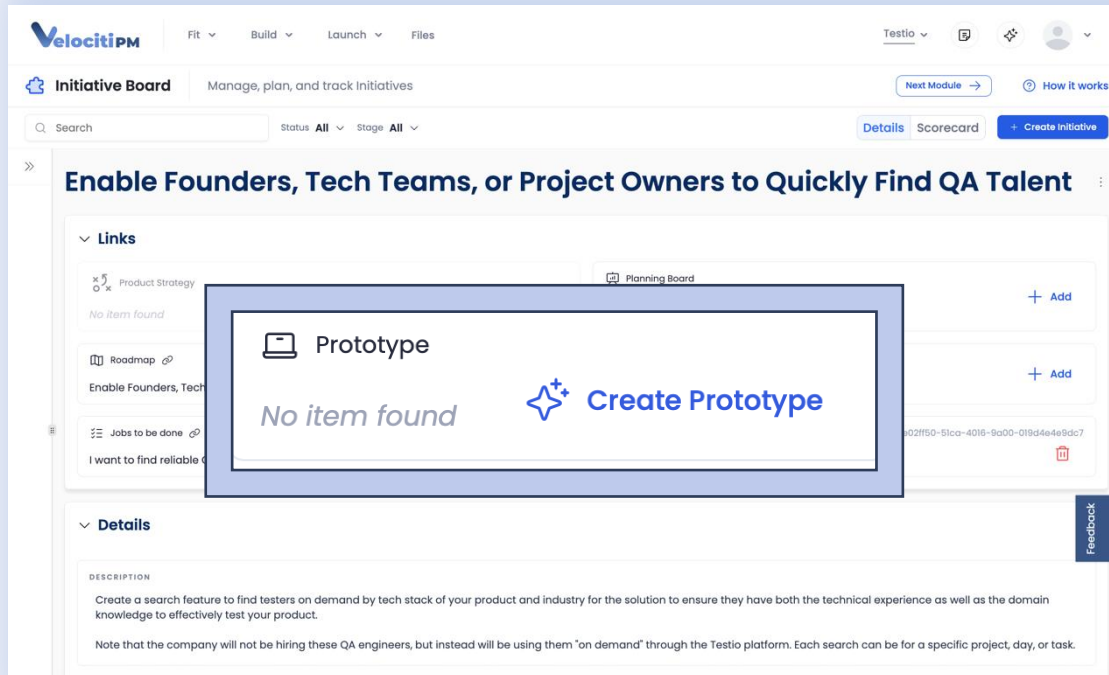 VelocitiPM Fit Build Launch Files Testio
Initiative Board Manage, plan, and track Initiatives Next Module → How it works
Search Status All Stage All Details Scorecard + Create Initiative
Enable Founders, Tech Teams, or Project Owners to Quickly Find QA Talent
Links
Product Strategy
No item found
Planning Board
+ Add
Roadmap
Enable Founders, Tech
+ Add
Jobs to be done
I want to find reliable
e02ff50-51ca-4016-9a00-019d4e4e9dc7
Prototype
No item found
Create Prototype
Details
Feedback
DESCRIPTION
Create a search feature to find testers on demand by tech stack of your product and industry for the solution to ensure they have both the technical experience as well as the domain
knowledge to effectively test your product.
Note that the company will not be hiring these QA engineers, but instead will be using them "on demand" through the Testio platform. Each search can be for a specific project, day, or task.